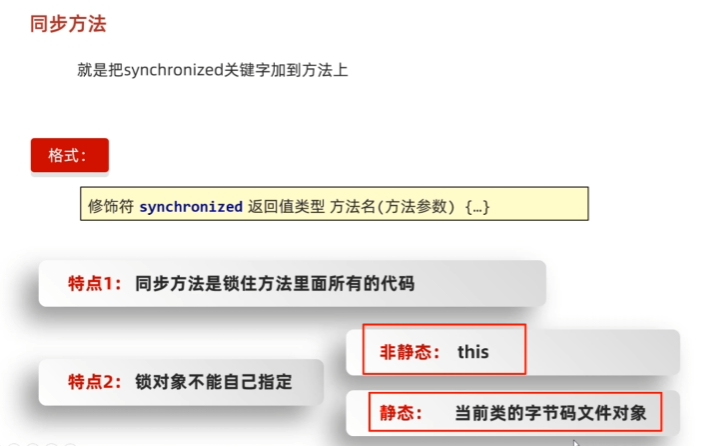 同步方法
就是把synchronized关键字加到方法上
格式：
修饰符 synchronized 返回值类型 方法名(方法参数) {…}
特点1： 同步方法是锁住方法里面所有的代码
特点2： 锁对象不能自己指定
非静态： this
静态： 当前类的字节码文件对象